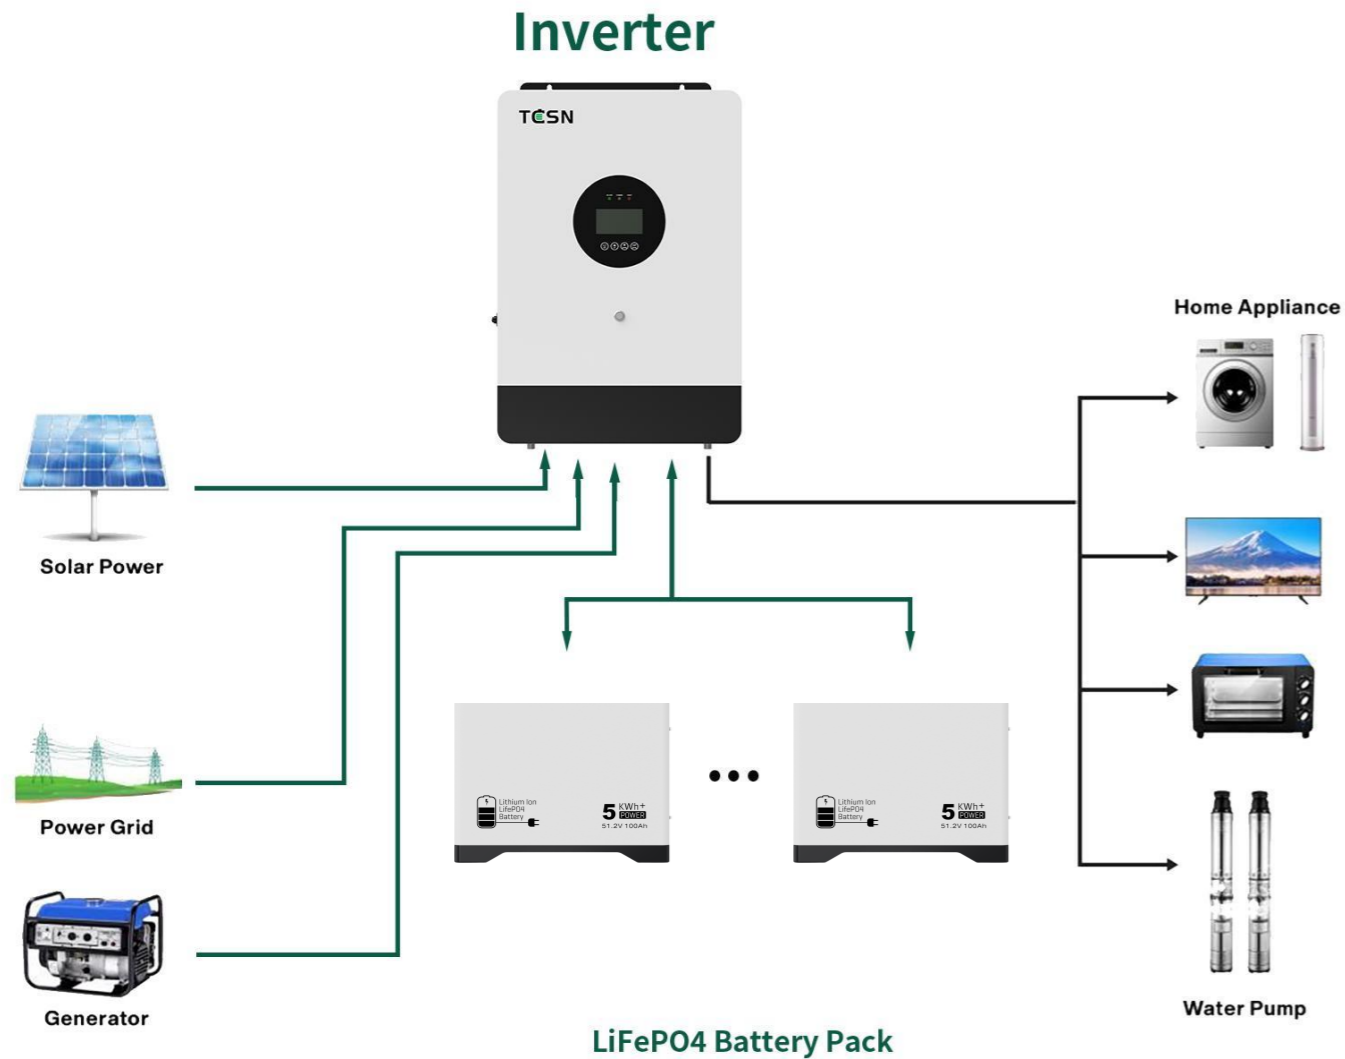 Inverter
TCSN
Home Appliance
Solar Power
Power Grid
Lithium Ion
LifePO4
Battery
5 KWh+
POWER
51.2V 100Ah
Lithium Ion
LifePO4
Battery
5 KWh+
POWER
51.2V 100Ah
Generator
Water Pump
LiFePO4 Battery Pack